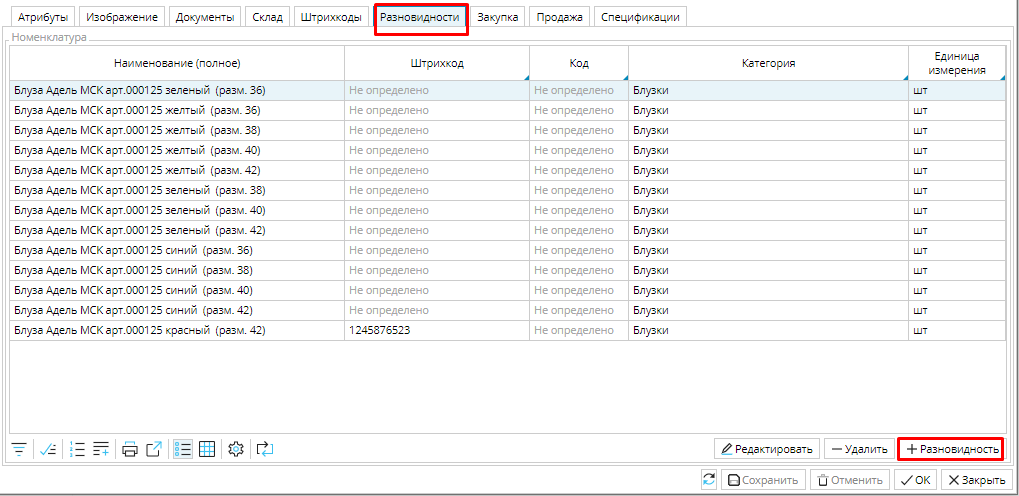 Атрибуты Изображение Документы Склад Штрихкоды Разновидности Закупка Продажа Спецификации
Номенклатура
Наименование (полное) Штрихкод Код Категория Единица измерения
Блуза Адель МСК арт.000125 зеленый (разм. 36) Не определено Не определено Блузки шт
Блуза Адель МСК арт.000125 желтый (разм. 36) Не определено Не определено Блузки шт
Блуза Адель МСК арт.000125 желтый (разм. 38) Не определено Не определено Блузки шт
Блуза Адель МСК арт.000125 желтый (разм. 40) Не определено Не определено Блузки шт
Блуза Адель МСК арт.000125 желтый (разм. 42) Не определено Не определено Блузки шт
Блуза Адель МСК арт.000125 зеленый (разм. 38) Не определено Не определено Блузки шт
Блуза Адель МСК арт.000125 зеленый (разм. 40) Не определено Не определено Блузки шт
Блуза Адель МСК арт.000125 зеленый (разм. 42) Не определено Не определено Блузки шт
Блуза Адель МСК арт.000125 синий (разм. 36) Не определено Не определено Блузки шт
Блуза Адель МСК арт.000125 синий (разм. 38) Не определено Не определено Блузки шт
Блуза Адель МСК арт.000125 синий (разм. 40) Не определено Не определено Блузки шт
Блуза Адель МСК арт.000125 синий (разм. 42) Не определено Не определено Блузки шт
Блуза Адель МСК арт.000125 красный (разм. 42) 1245876523 Не определено Блузки шт
Редактировать Удалить Разновидность
Сохранить Отменить OK Закрыть